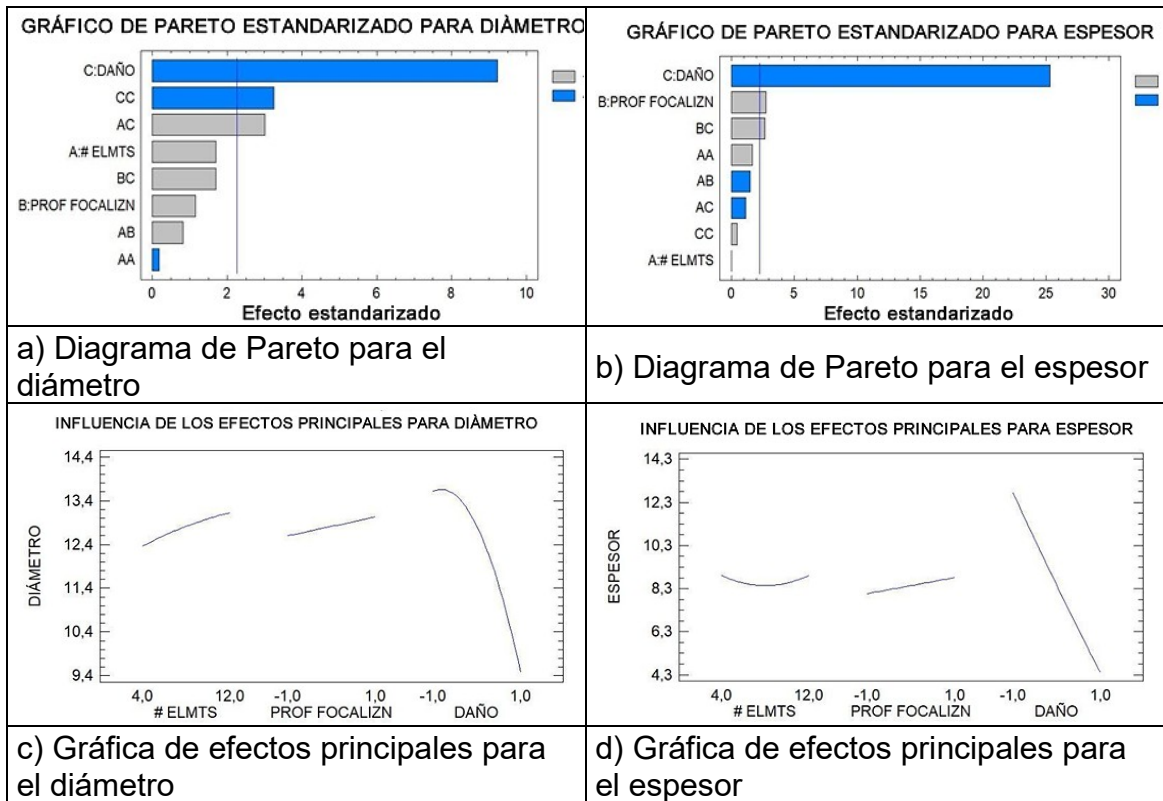 GRÁFICO DE PARETO ESTANDARIZADO PARA DIÀMETRO
C:DAÑO
CC
AC
A:# ELMTS
BC
B:PROF FOCALIZN
AB
AA
0 2 4 6 8 10
Efecto estandarizado
GRÁFICO DE PARETO ESTANDARIZADO PARA ESPESOR
C:DAÑO
B:PROF FOCALIZN
BC
AA
AB
AC
CC
A:# ELMTS
0 5 10 15 20 25 30
Efecto estandarizado
a) Diagrama de Pareto para el
diámetro
b) Diagrama de Pareto para el espesor
INFLUENCIA DE LOS EFECTOS PRINCIPALES PARA DIÀMETRO
DIÁMETRO
14,4
13,4
12,4
11,4
10,4
9,4
4,0 12,0 -1,0 1,0 -1,0 1,0
# ELMTS PROF FOCALIZN DAÑO
INFLUENCIA DE LOS EFECTOS PRINCIPALES PARA ESPESOR
ESPESOR
14,3
12,3
10,3
8,3
6,3
4,3
4,0 12,0 -1,0 1,0 -1,0 1,0
# ELMTS PROF FOCALIZN DAÑO
c) Gráfica de efectos principales para
el diámetro
d) Gráfica de efectos principales para
el espesor